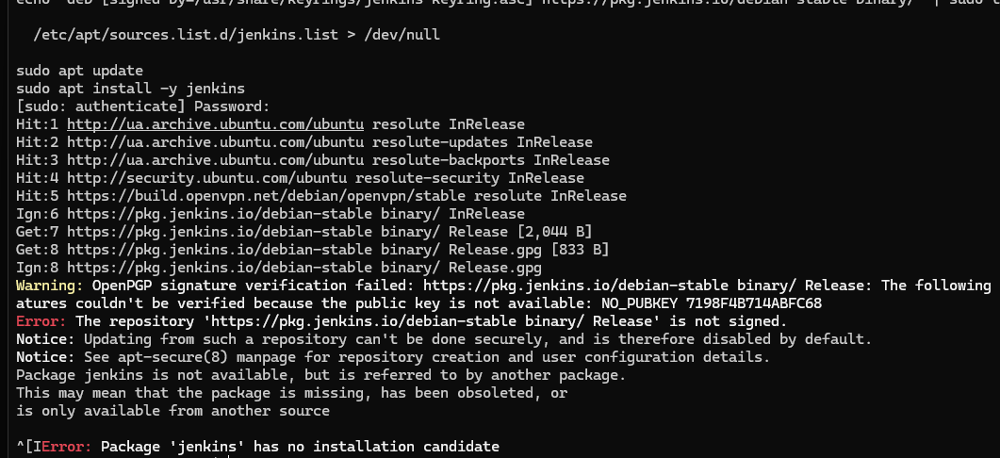 echo "deb [signed-by=/usr/share/keyrings/jenkins-keyring.asc] https://pkg.jenkins.io/debian-stable binary/" | sudo
/etc/apt/sources.list.d/jenkins.list > /dev/null
sudo apt update
sudo apt install -y jenkins
[sudo: authenticate] Password:
Hit:1 http://ua.archive.ubuntu.com/ubuntu resolute InRelease
Hit:2 http://ua.archive.ubuntu.com/ubuntu resolute-updates InRelease
Hit:3 http://ua.archive.ubuntu.com/ubuntu resolute-backports InRelease
Hit:4 http://security.ubuntu.com/ubuntu resolute-security InRelease
Hit:5 https://build.openvpn.net/debian/openvpn/stable resolute InRelease
Ign:6 https://pkg.jenkins.io/debian-stable binary/ InRelease
Get:7 https://pkg.jenkins.io/debian-stable binary/ Release [2,044 B]
Get:8 https://pkg.jenkins.io/debian-stable binary/ Release.gpg [833 B]
Ign:8 https://pkg.jenkins.io/debian-stable binary/ Release.gpg
Warning: OpenPGP signature verification failed: https://pkg.jenkins.io/debian-stable binary/ Release: The following
atures couldn't be verified because the public key is not available: NO_PUBKEY 7198F4B714ABFC68
Error: The repository 'https://pkg.jenkins.io/debian-stable binary/ Release' is not signed.
Notice: Updating from such a repository can't be done securely, and is therefore disabled by default.
Notice: See apt-secure(8) manpage for repository creation and user configuration details.
Package jenkins is not available, but is referred to by another package.
This may mean that the package is missing, has been obsoleted, or
is only available from another source
^[IError: Package 'jenkins' has no installation candidate